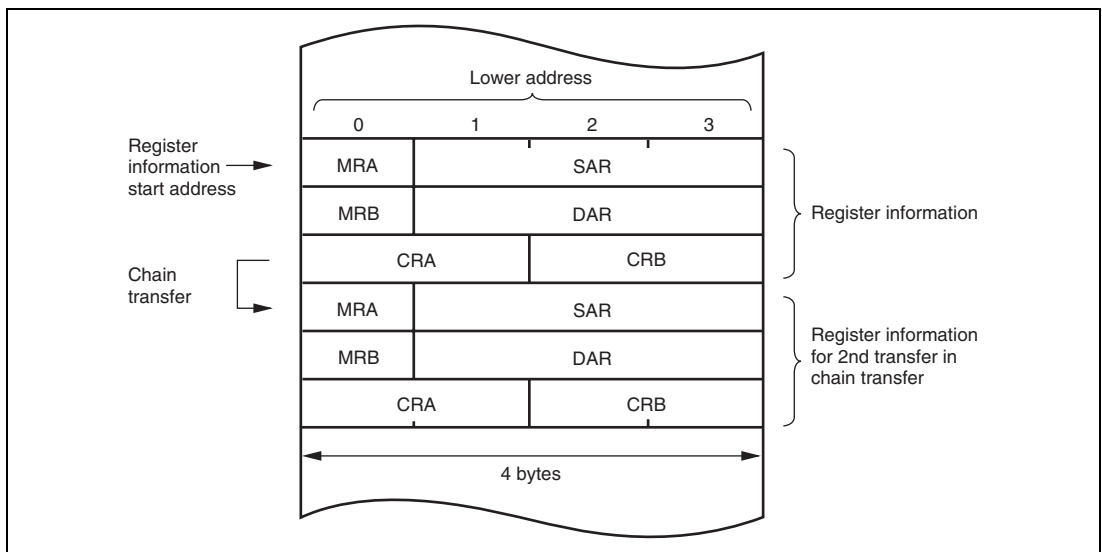 Lower address
0 1 2 3
Register
information
start address
MRA SAR
MRB DAR
CRA CRB
Register information
Chain
transfer
MRA SAR
MRB DAR
CRA CRB
Register information
for 2nd transfer in
chain transfer
4 bytes